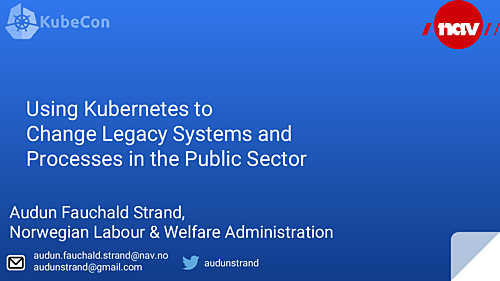 KubeCon
nav
Using Kubernetes to
Change Legacy Systems and
Processes in the Public Sector
Audun Fauchald Strand,
Norwegian Labour & Welfare Administration
audun.fauchald.strand@nav.no
audunstrand@gmail.com
audunstrand